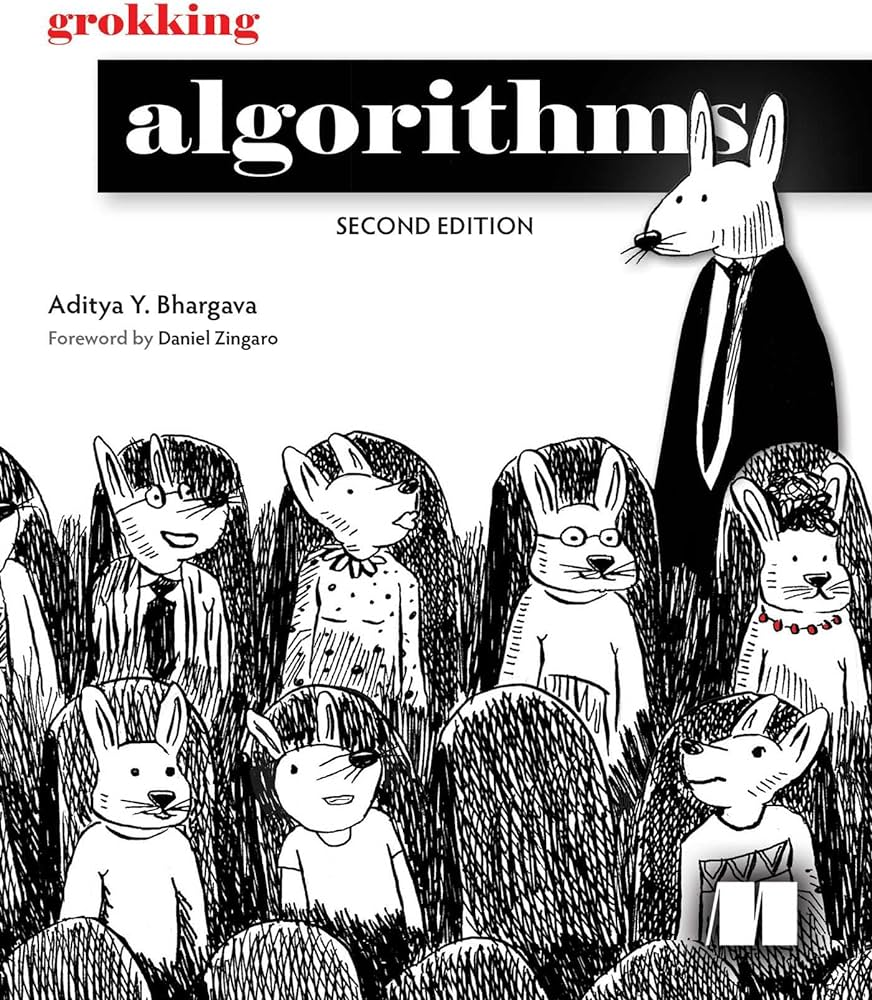 grokking
algorithms
SECOND EDITION
Aditya Y. Bhargava
Foreword by Daniel Zingaro
M